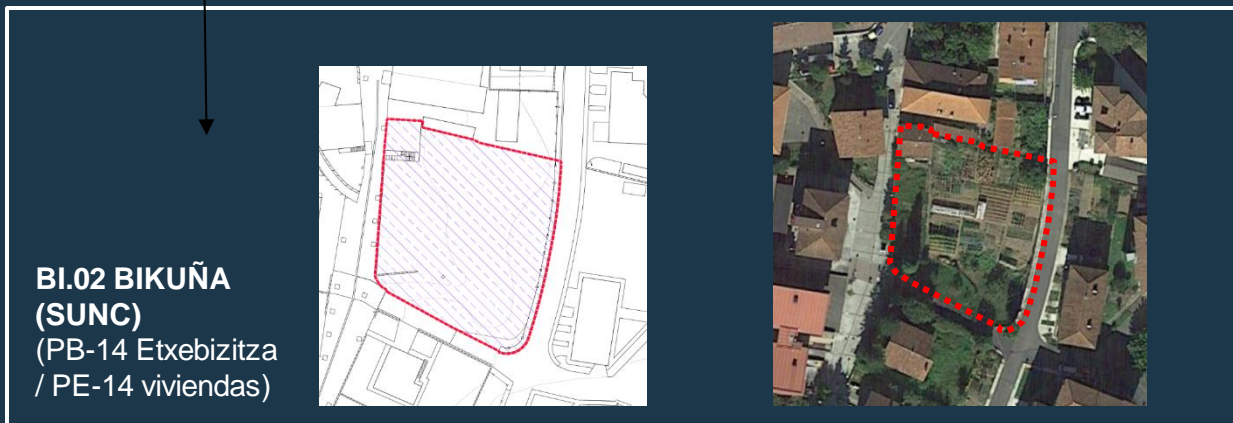 BI.02 BIKUÑA
(SUNC)
(PB-14 Etxebizitza
/ PE-14 viviendas)